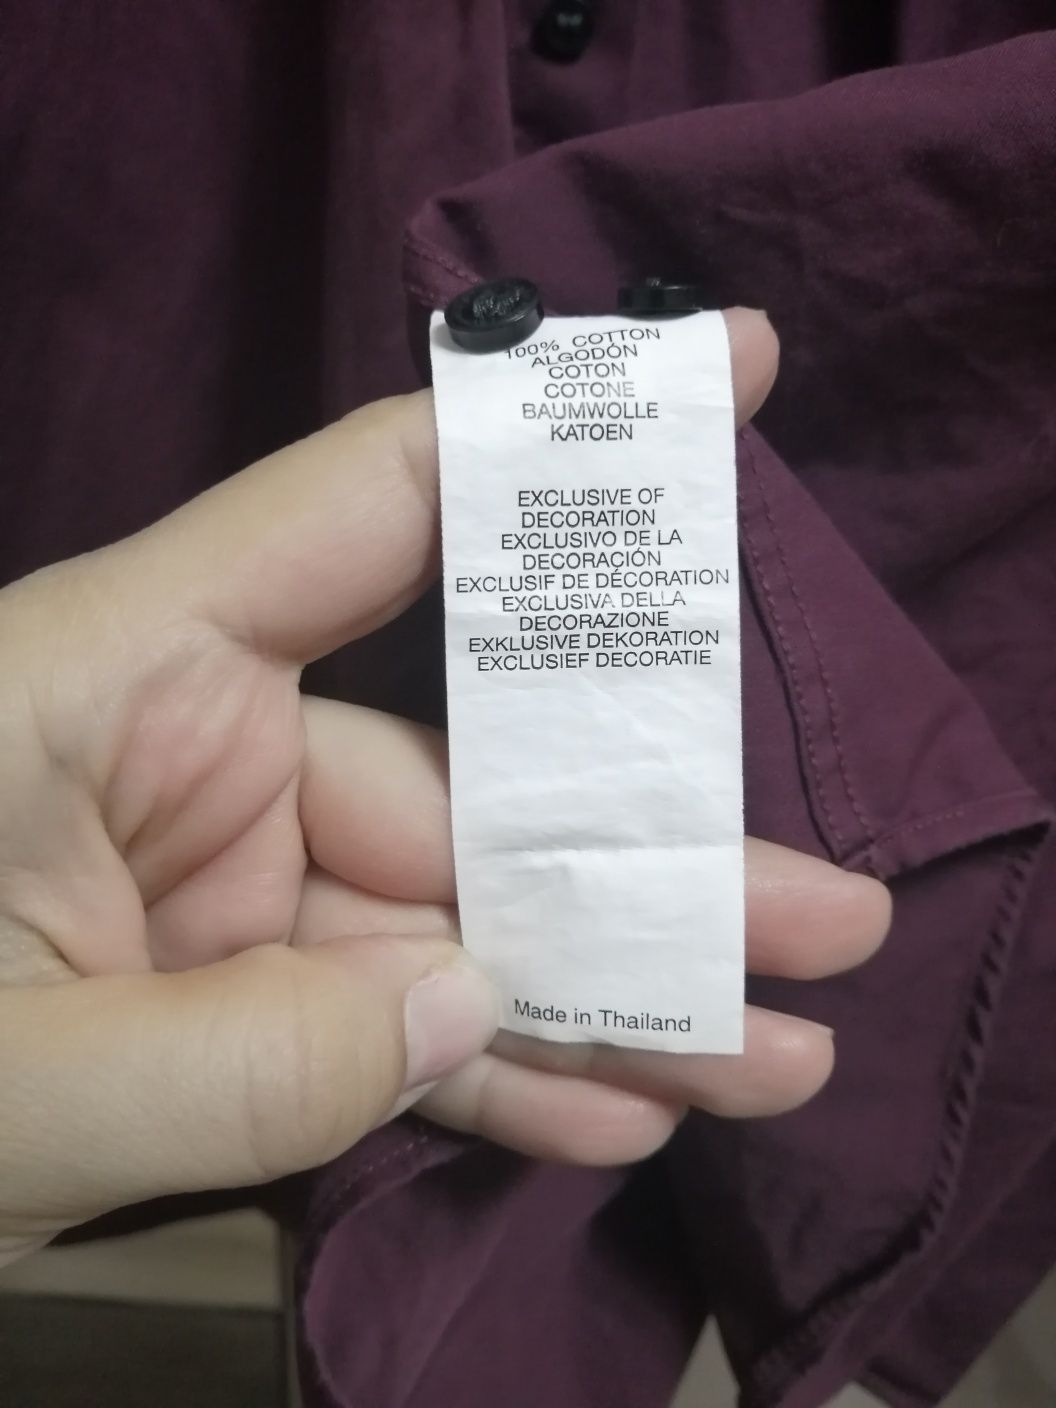 100% COTTON
ALGODÓN
COTON
COTONE
BAUMWOLLE
KATOEN
EXCLUSIVE OF
DECORATION
EXCLUSIVO DE LA
DECORACIÓN
EXCLUSIF DE DÉCORATION
EXCLUSIVA DELLA
DECORAZIONE
EXKLUSIVE DEKORATION
EXCLUSIEF DECORATIE
Made in Thailand